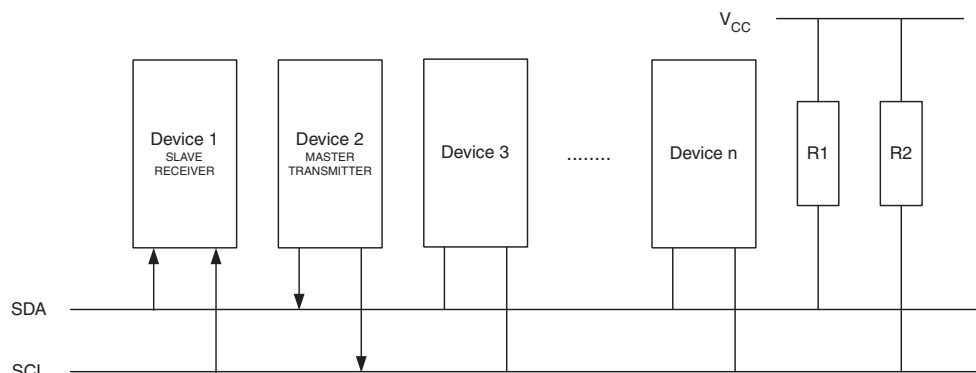 VCC
Device 1
SLAVE
RECEIVER
Device 2
MASTER
TRANSMITTER
Device 3
........
Device n
R1
R2
SDA
SCL